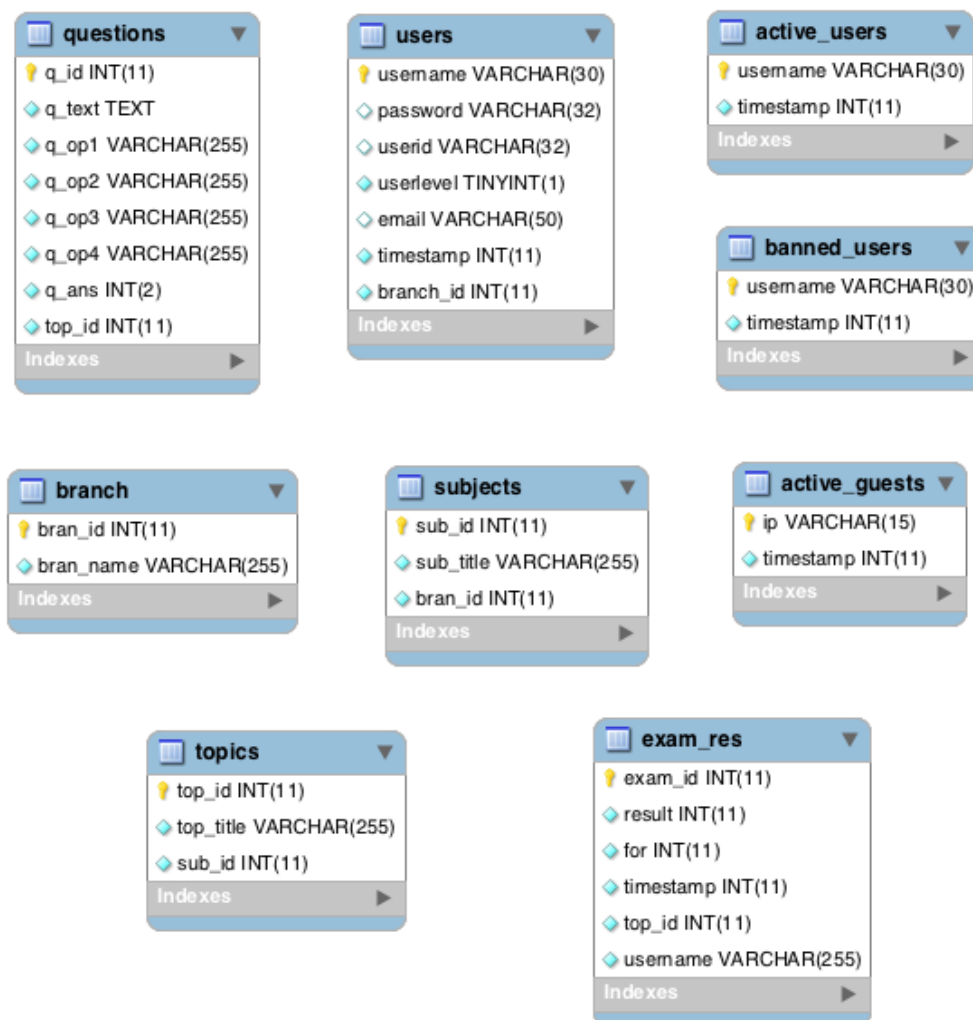 questions
q_id INT(11)
q_text TEXT
q_op1 VARCHAR(255)
q_op2 VARCHAR(255)
q_op3 VARCHAR(255)
q_op4 VARCHAR(255)
q_ans INT(2)
top_id INT(11)
Indexes
users
username VARCHAR(30)
password VARCHAR(32)
userid VARCHAR(32)
userlevel TINYINT(1)
email VARCHAR(50)
timestamp INT(11)
branch_id INT(11)
Indexes
active_users
username VARCHAR(30)
timestamp INT(11)
Indexes
banned_users
username VARCHAR(30)
timestamp INT(11)
Indexes
branch
bran_id INT(11)
bran_name VARCHAR(255)
Indexes
subjects
sub_id INT(11)
sub_title VARCHAR(255)
bran_id INT(11)
Indexes
active_guests
ip VARCHAR(15)
timestamp INT(11)
Indexes
topics
top_id INT(11)
top_title VARCHAR(255)
sub_id INT(11)
Indexes
exam_res
exam_id INT(11)
result INT(11)
for INT(11)
timestamp INT(11)
top_id INT(11)
username VARCHAR(255)
Indexes